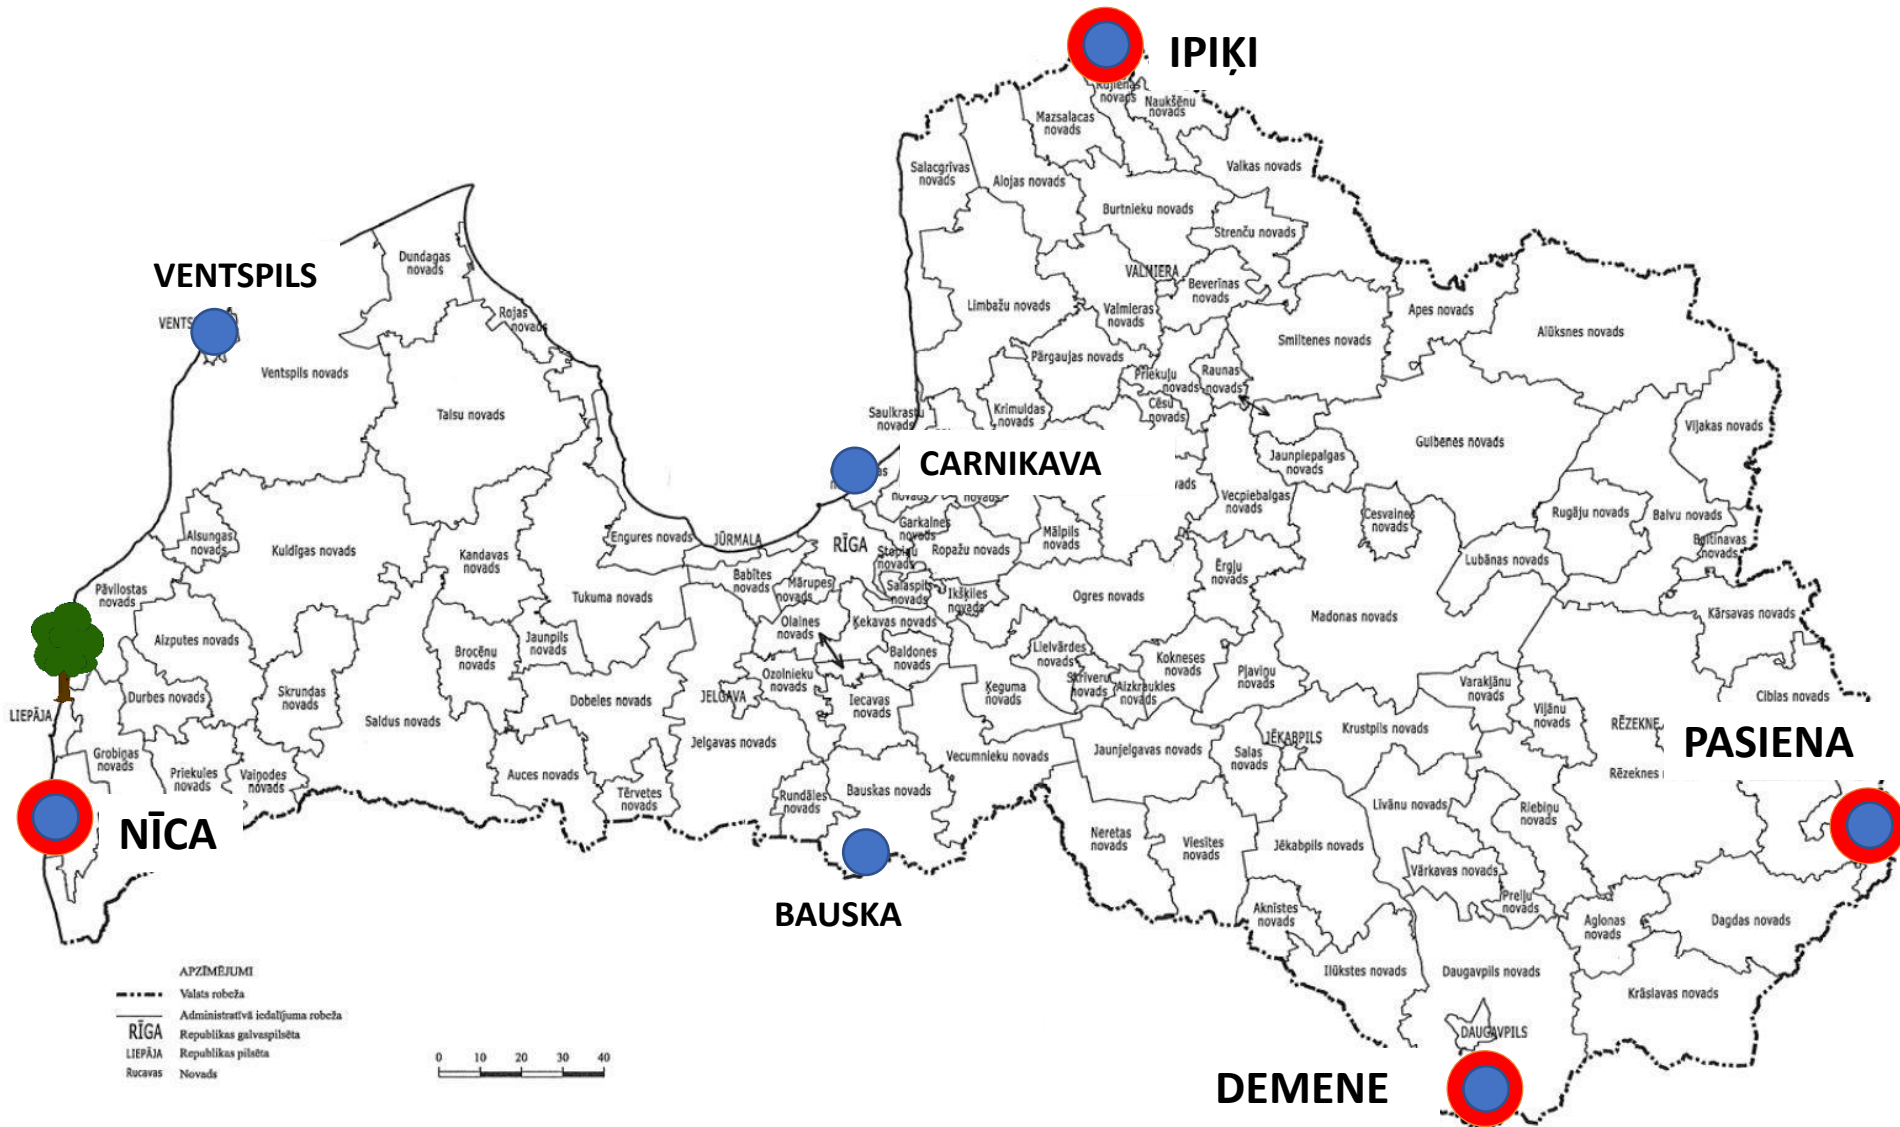 IPIĶI
Rūjienas
novads
Naukšēnu
novads
Mazsalacas
novads
Salacgrīvas
novads
Alojas novads
Valkas novads
Burtnieku novads
Strenču novads
Dundagas
novads
VENTSPILS
VENTS
Rojas
novads
VALMIERA
Beverīnas
novads
Limbažu novads
Valmieras
novads
Apes novads
Alūksnes novads
Smiltenes novads
Ventspils novads
Pārgaujas novads
Priekuļu
novads
Raunas
novads
Talsu novads
Saulkrastu
novads
Krimuldas
novads
Cēsu
novads
Gulbenes novads
Viļakas novads
Jaunpiepalgas
novads
CARNIKAVA
novads
novads
Vecpiebalgas
novads
Cesvaines
novads
Rugāju novads
Balvu novads
Baltinavas
novads
Alsungas
novads
Kuldīgas novads
Kandavas
novads
Engures novads
JŪRMALA
RĪGA
Garkalnes
novads
Stopiņu
novads
Ropažu novads
Mālpils
novads
Ērgļu
novads
Lubānas novads
Pāvilostas
novads
Tukuma novads
Babītes
novads
Mārupes
novads
Salaspils
novads
Ikšķiles
novads
Ogres novads
Madonas novads
Kārsavas novads
Aizputes novads
Brocēnu
novads
Jaunpils
novads
Olaines
novads
Ķekavas novads
Baldones
novads
Lielvārdes
novads
Kokneses
novads
Pļaviņu
novads
Varakļānu
novads
Ciblas novads
Durbes novads
Skrundas
novads
Saldus novads
Dobeles novads
JELGAVA
Ozolnieku
novads
Iecavas
novads
Ķeguma
novads
Skrīveru
novads
Aizkraukles
novads
Viļānu
novads
LIEPĀJA
Krustpils novads
RĒZEKNE
PASIENA
Grobiņas
novads
Priekules
novads
Vaiņodes
novads
Auces novads
Jelgavas novads
Vecumnieku novads
Jaunjelgavas novads
Salas
novads
JĒKABPILS
Rēzeknes
NĪCA
Tērvetes
novads
Rundāles
novads
Bauskas novads
Līvānu novads
Riebiņu
novads
Neretas
novads
Viesītes
novads
Jēkabpils novads
Vārkavas novads
Preiļu
novads
BAUSKA
Aknīstes
novads
Aglonas
novads
Dagdas novads
Ilūkstes novads
Daugavpils novads
Krāslavas novads
DAUGAVPILS
DEMENE
APZĪMĒJUMI
Valsts robeža
Administratīvā iedalījuma robeža
RĪGA Republikas galvaspilsēta
LIEPĀJA Republikas pilsēta
Rucavas Novads
0 10 20 30 40